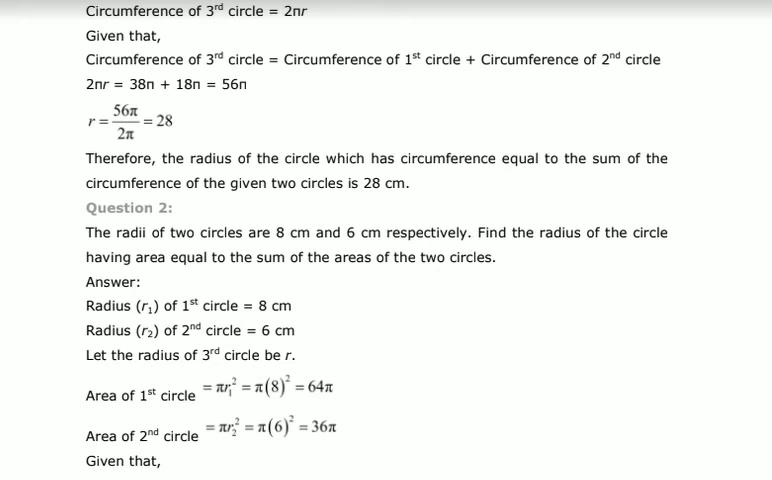 Circumference of 3rd circle = 2πr
Given that,
Circumference of 3rd circle = Circumference of 1st circle + Circumference of 2nd circle
2πr = 38π + 18π = 56π
r = 56π / 2π = 28
Therefore, the radius of the circle which has circumference equal to the sum of the
circumference of the given two circles is 28 cm.
Question 2:
The radii of two circles are 8 cm and 6 cm respectively. Find the radius of the circle
having area equal to the sum of the areas of the two circles.
Answer:
Radius (r₁) of 1st circle = 8 cm
Radius (r₂) of 2nd circle = 6 cm
Let the radius of 3rd circle be r.
Area of 1st circle = πr₁² = π(8)² = 64π
Area of 2nd circle = πr₂² = π(6)² = 36π
Given that,